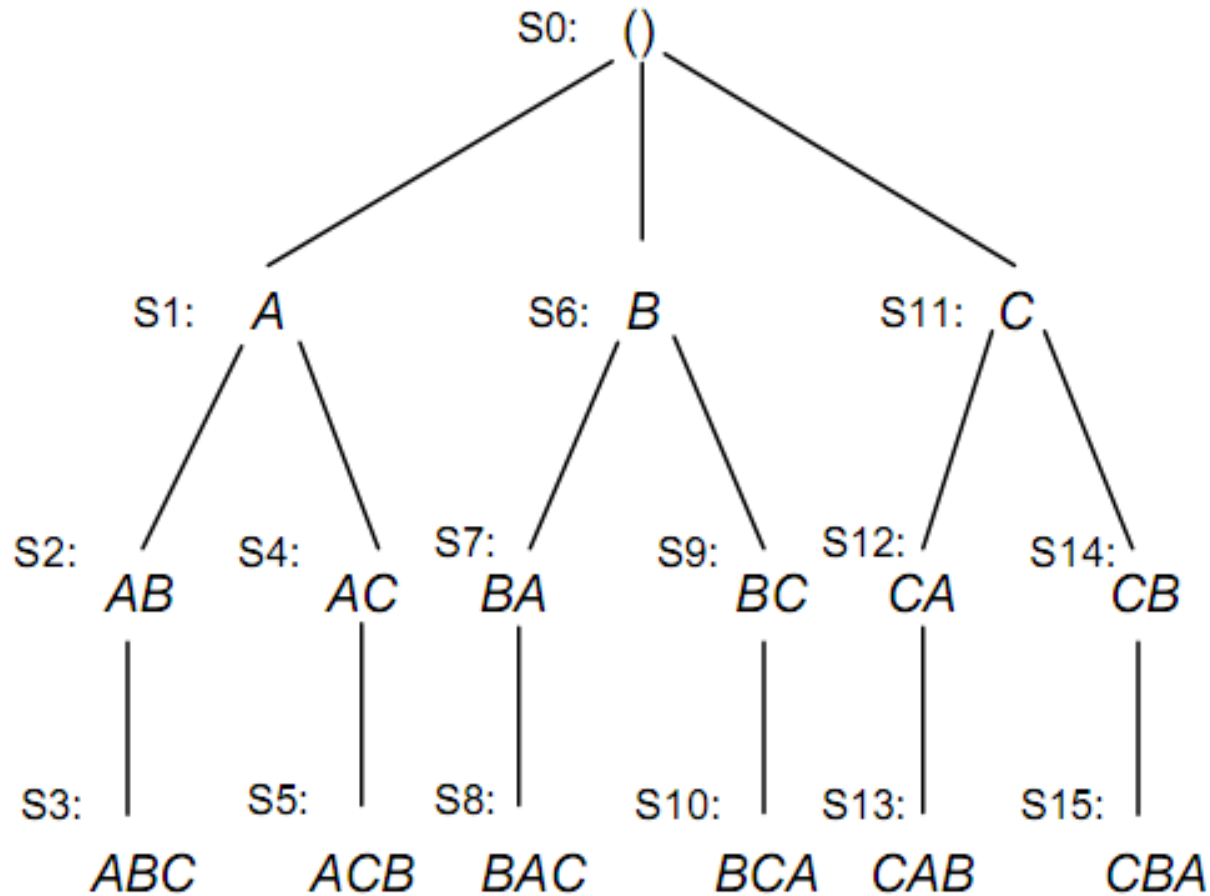 S0: ()
S1: A S6: B S11: C
S2: S4: S7: S9: S12: S14:
AB AC BA BC CA CB
S3: S5: S8: S10: S13: S15:
ABC ACB BAC BCA CAB CBA